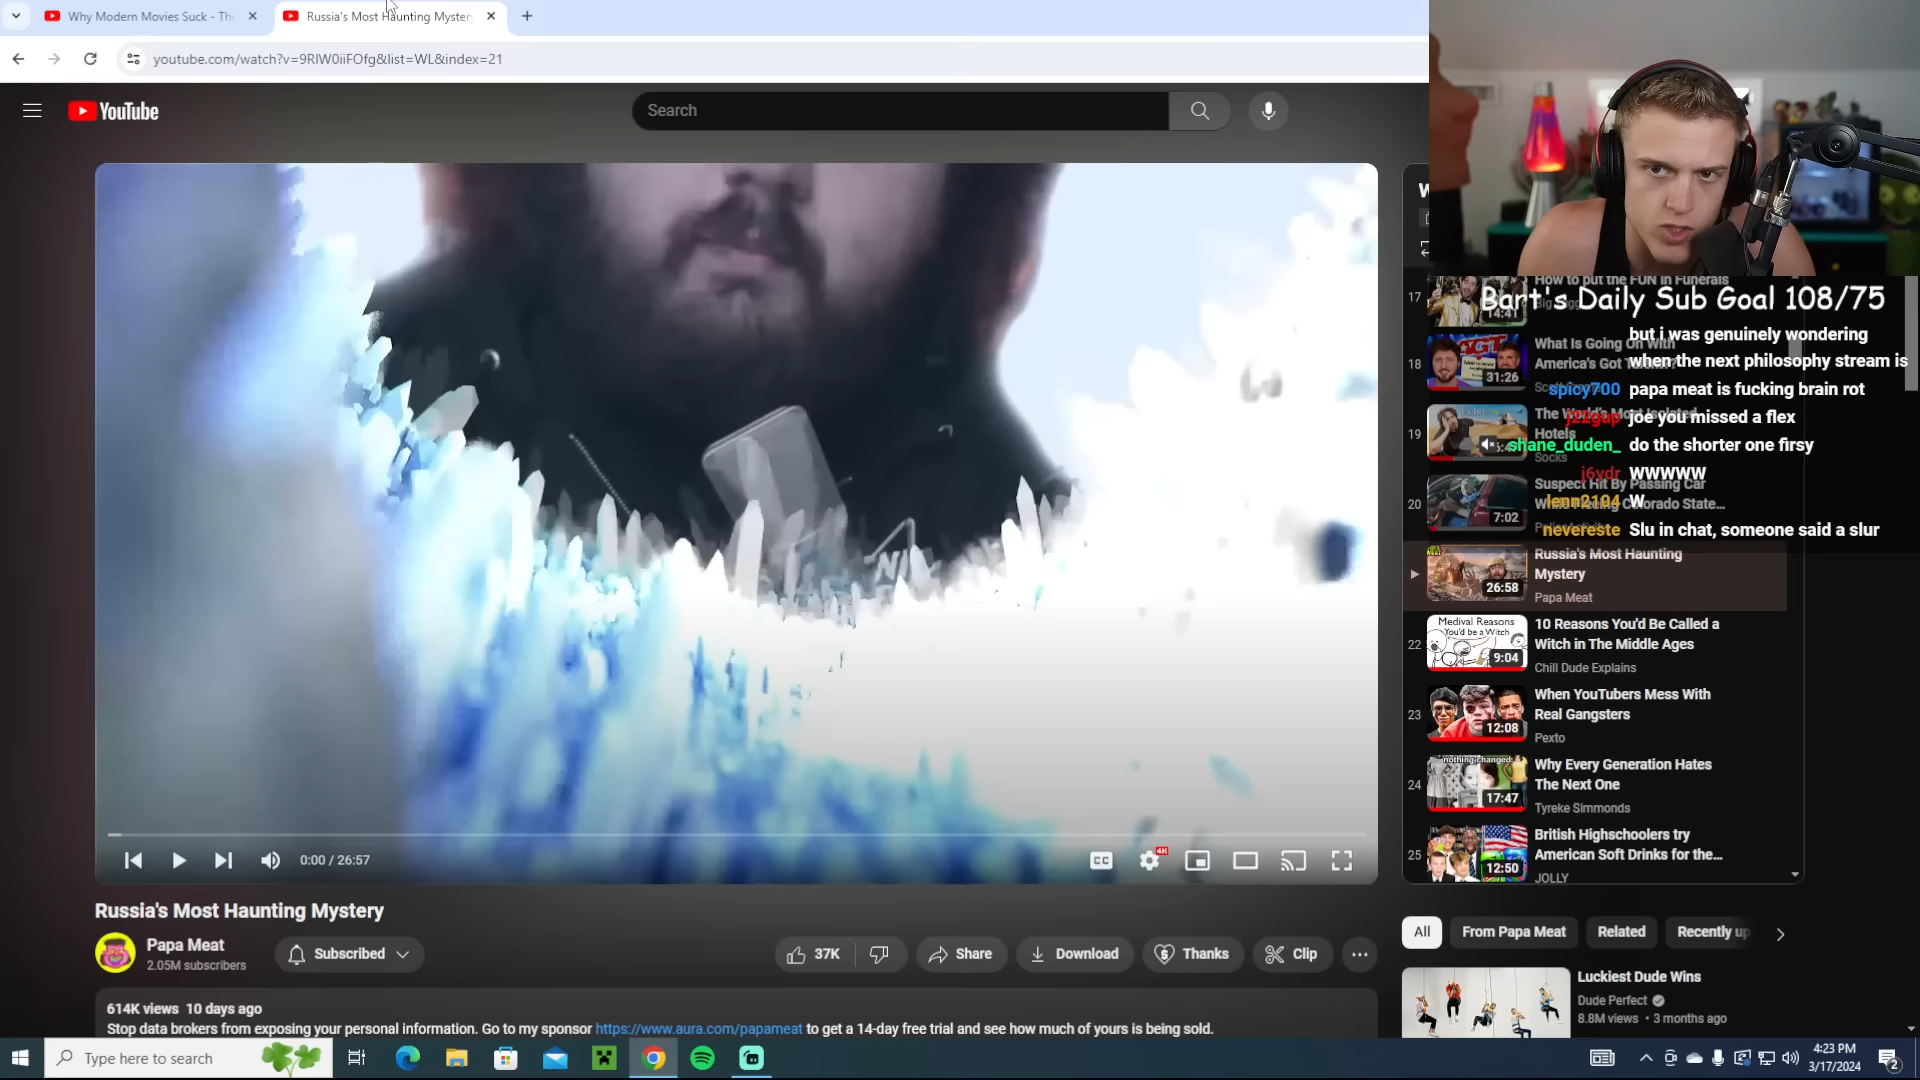 Why Modern Movies Suck - The
Russia's Most Haunting Mystery
youtube.com/watch?v=9RIW0iiFOfg&list=WL&index=21
YouTube
Search
17
How to put the FUN in Funerals
14:41
Bart's Daily Sub Goal 108/75
but i was genuinely wondering
when the next philosophy stream is
spicy700 papa meat is fucking brain rot
j22gup joe you missed a flex
shane_duden_ do the shorter one firsy
j6ydr WWWWW
lenn2104 W
nevereste Slu in chat, someone said a slur
18
What Is Going On With
America's Got
31:26
19
The World's Most Isolated
Hotels
Socks
20
Suspect Hit By Passing Car
While Fleeing Colorado State...
7:02
Russia's Most Haunting
Mystery
Papa Meat
26:58
22
Medival Reasons
You'd be a Witch
9:04
10 Reasons You'd Be Called a
Witch in The Middle Ages
Chill Dude Explains
23
When YouTubers Mess With
Real Gangsters
Pexto
12:08
24
nothing changed
17:47
Why Every Generation Hates
The Next One
Tyreke Simmonds
25
British Highschoolers try
American Soft Drinks for the...
JOLLY
12:50
0:00 / 26:57
CC
Russia's Most Haunting Mystery
Papa Meat
2.05M subscribers
Subscribed
37K
Share
Download
Thanks
Clip
614K views 10 days ago
Stop data brokers from exposing your personal information. Go to my sponsor https://www.aura.com/papameat to get a 14-day free trial and see how much of yours is being sold.
All
From Papa Meat
Related
Recently up
Luckiest Dude Wins
Dude Perfect
8.8M views • 3 months ago
Type here to search
4:23 PM
3/17/2024
2